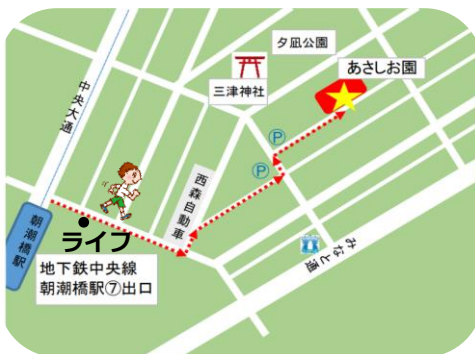 夕凪公園
あさしお園
三津神社
中央大通
Ⓟ
Ⓟ
西森自動車
朝潮橋駅
ライフ
みなと通
地下鉄中央線
朝潮橋駅⑦出口